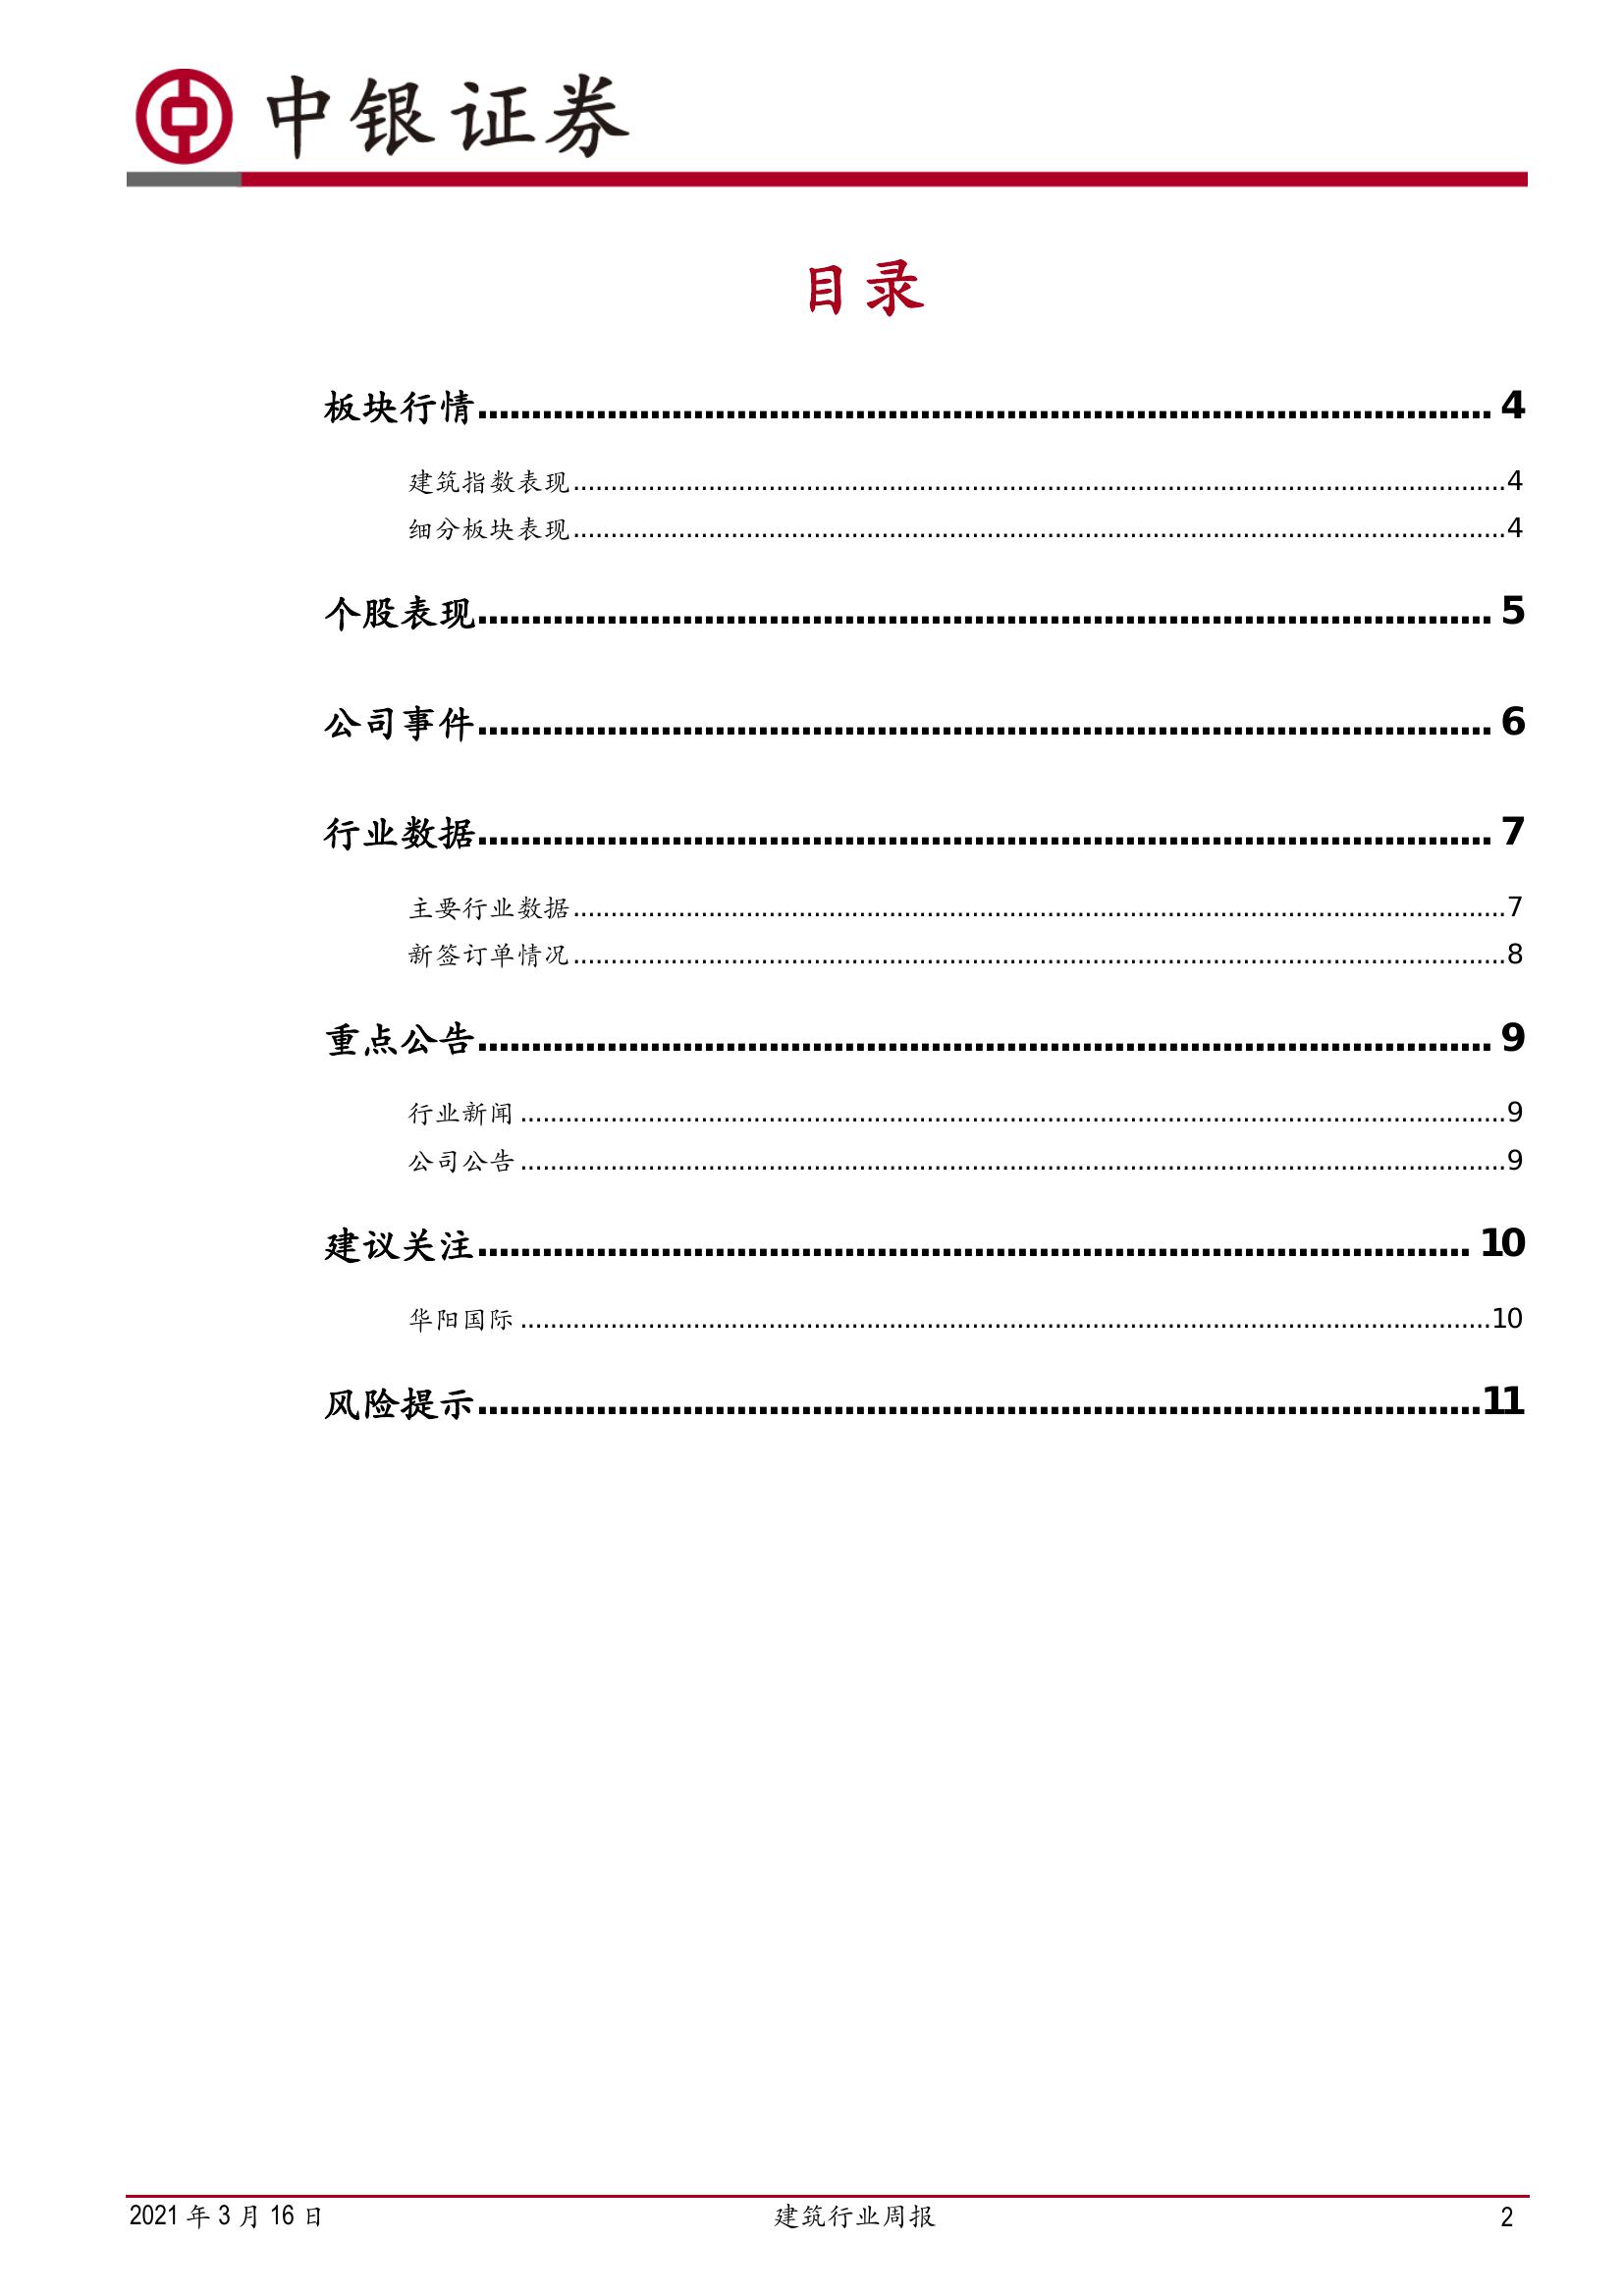 中银证券
目录
板块行情 4
建筑指数表现 4
细分板块表现 4
个股表现 5
公司事件 6
行业数据 7
主要行业数据 7
新签订单情况 8
重点公告 9
行业新闻 9
公司公告 9
建议关注 10
华阳国际 10
风险提示 11
2021 年 3 月 16 日 建筑行业周报 2